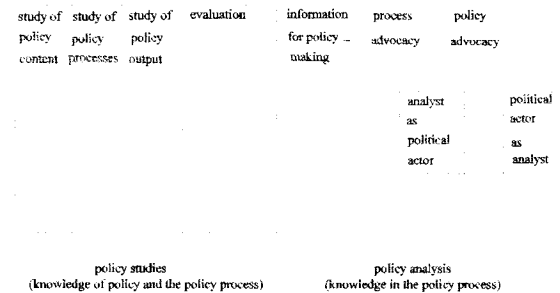 study of study of study of evaluation information process policy
policy policy policy for policy – advocacy advocacy
content processes output making
analyst political
as actor
political as
actor analyst
policy studies policy analysis
(knowledge of policy and the policy process) (knowledge in the policy process)